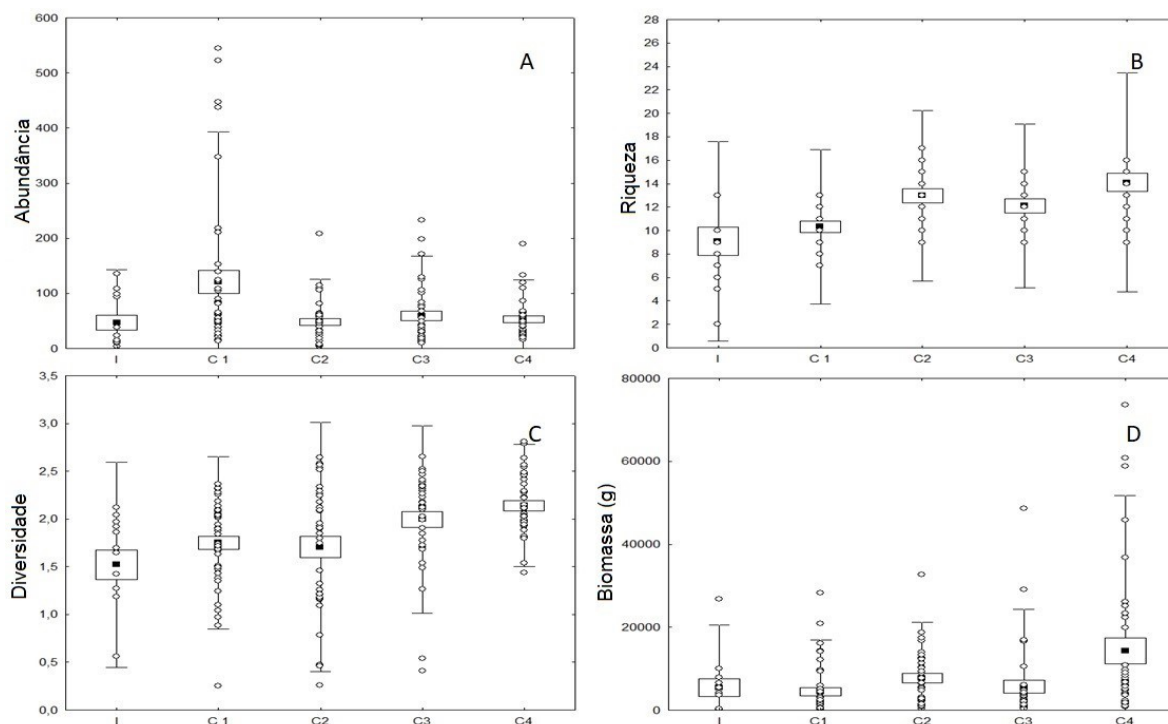 A
Abundância
600
500
400
300
200
100
0
I C 1 C2 C3 C4
B
Riqueza
28
26
24
22
20
18
16
14
12
10
8
6
4
2
0
I C 1 C2 C3 C4
C
Diversidade
3,5
3,0
2,5
2,0
1,5
1,0
0,5
0,0
I C 1 C2 C3 C4
D
Biomassa (g)
80000
60000
40000
20000
0
I C1 C2 C3 C4